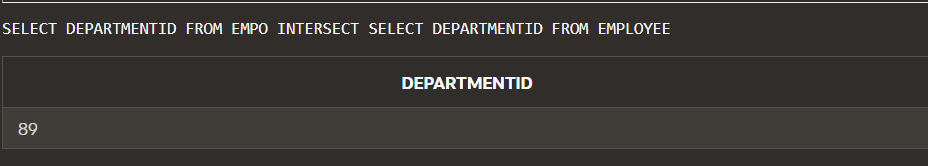 SELECT DEPARTMENTID FROM EMPO INTERSECT SELECT DEPARTMENTID FROM EMPLOYEE
DEPARTMENTID
89